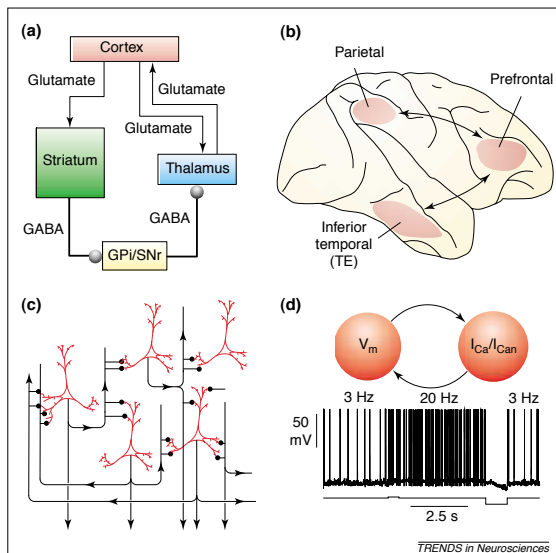 (a)
Cortex
Glutamate
Glutamate
Striatum
Thalamus
GABA
GABA
GPi/SNr
(b)
Parietal
Prefrontal
Inferior
temporal
(TE)
(c)
(d)
Vm
ICa/ICan
3 Hz 20 Hz 3 Hz
50
mV
2.5 s
TRENDS in Neurosciences